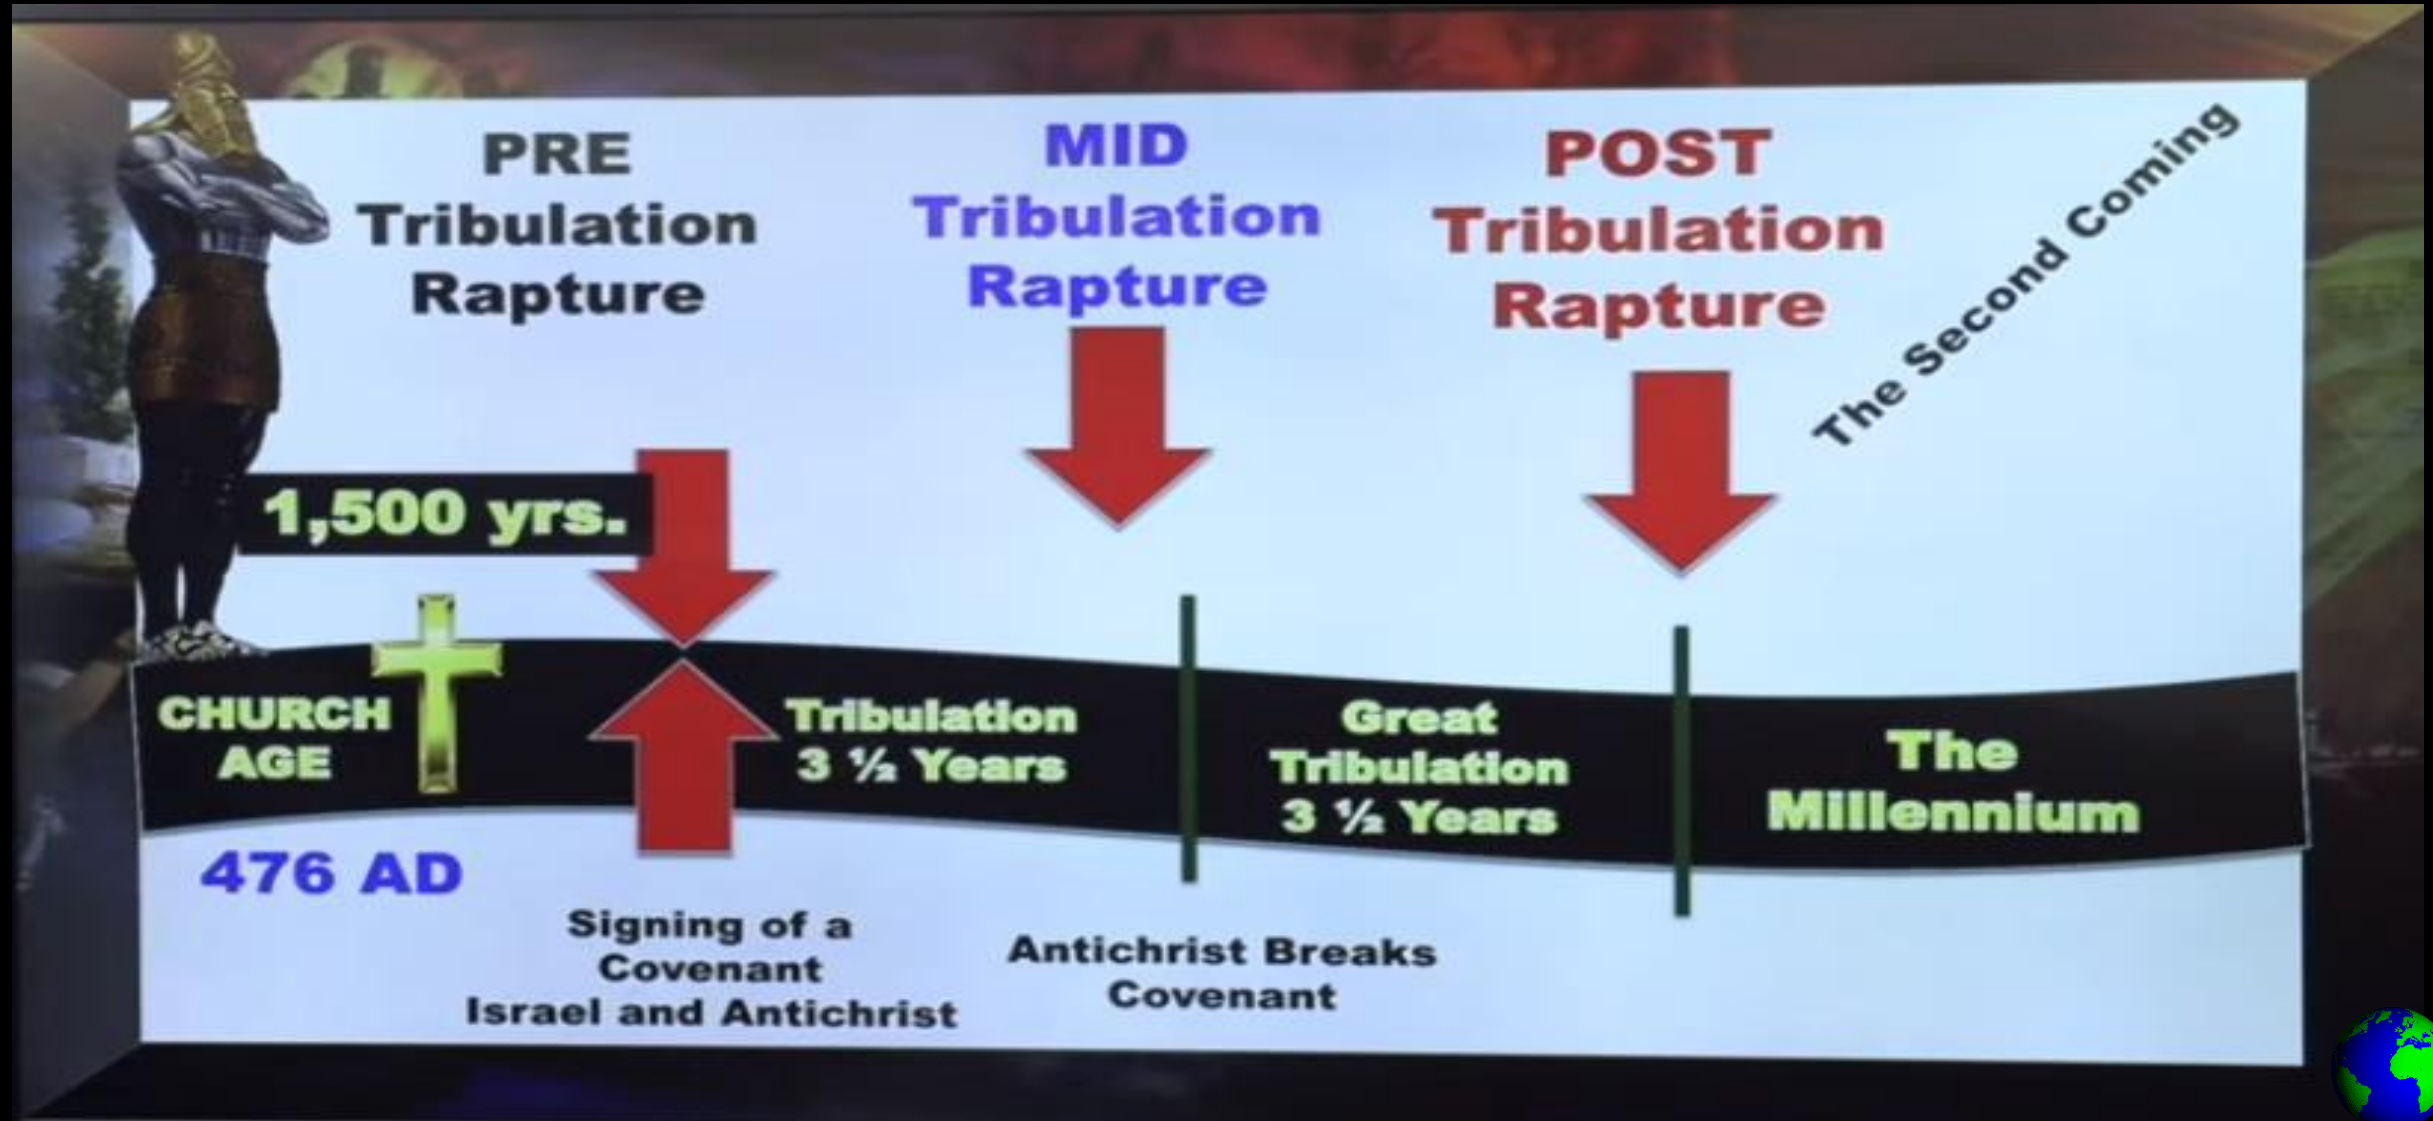 PRE
Tribulation
Rapture
MID
Tribulation
Rapture
POST
Tribulation
Rapture
The Second Coming
1,500 yrs.
CHURCH
AGE
Tribulation
3 ½ Years
Great
Tribulation
3 ½ Years
The
Millennium
476 AD
Signing of a
Covenant
Israel and Antichrist
Antichrist Breaks
Covenant